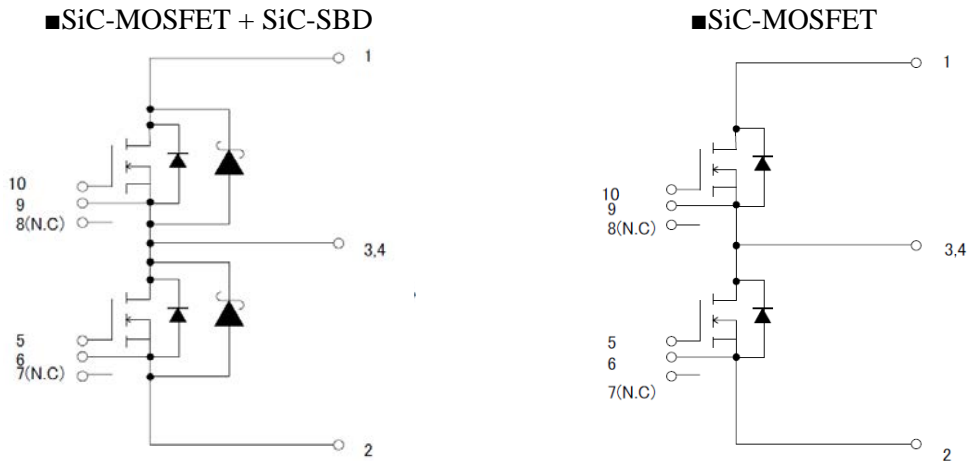 ■SiC-MOSFET + SiC-SBD
1
10
9
8(N.C)
3,4
5
6
7(N.C)
2
■SiC-MOSFET
1
10
9
8(N.C)
3,4
5
6
7(N.C)
2